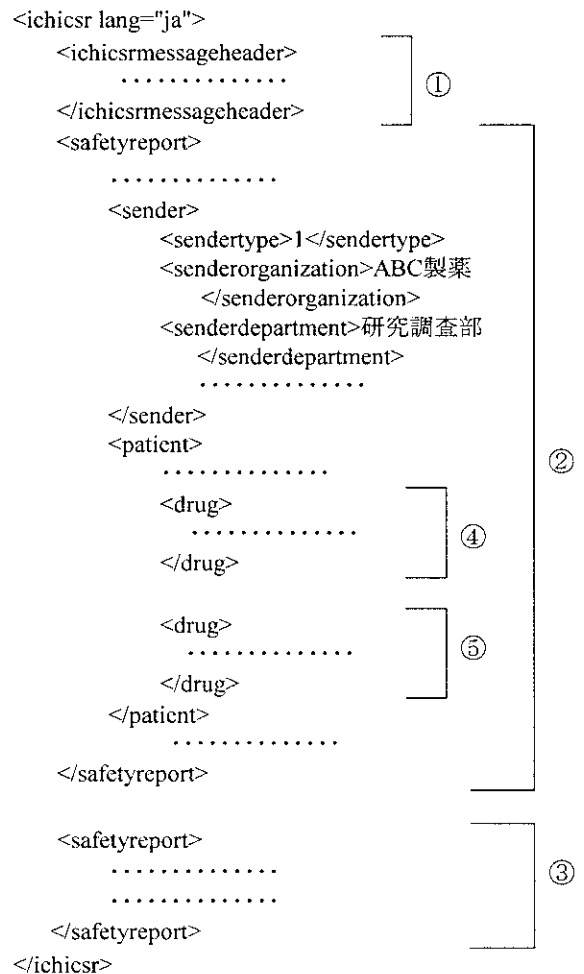 <ichicsr lang="ja">
<ichicsrmessageheader>
. . . . . . . . . . . . . .
①
</ichicsrmessageheader>
<safetyreport>
. . . . . . . . . . . . . .
<sender>
<sendertype>1</sendertype>
<senderorganization>ABC製薬
</senderorganization>
<senderdepartment>研究調査部
</senderdepartment>
. . . . . . . . . . . . . .
</sender>
<patient>
②
. . . . . . . . . . . . . .
<drug>
. . . . . . . . . . . . . .
④
</drug>
<drug>
. . . . . . . . . . . . . .
⑤
</drug>
</patient>
. . . . . . . . . . . . . .
</safetyreport>
<safetyreport>
. . . . . . . . . . . . . .
③
. . . . . . . . . . . . . .
</safetyreport>
</ichicsr>